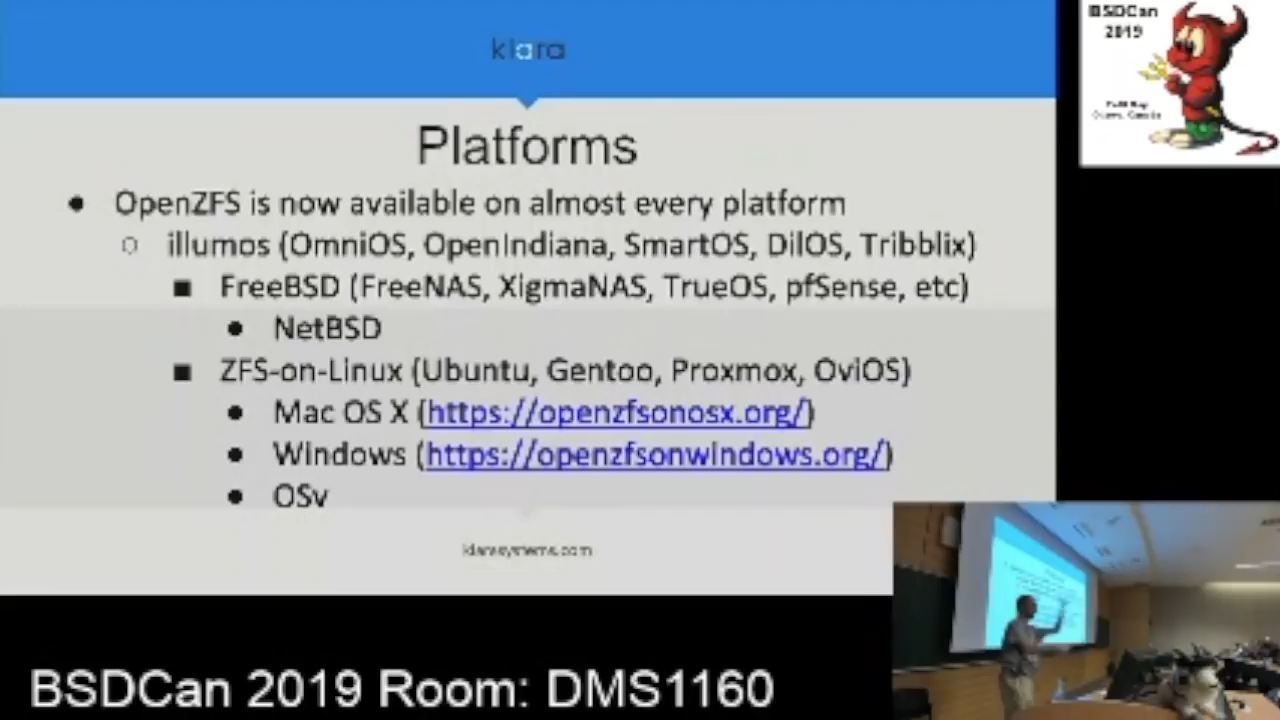 klara
BSDCan
2019
Platforms
● OpenZFS is now available on almost every platform
○ illumos (OmniOS, OpenIndiana, SmartOS, DilOS, Tribblix)
■ FreeBSD (FreeNAS, XigmaNAS, TrueOS, pfSense, etc)
● NetBSD
■ ZFS-on-Linux (Ubuntu, Gentoo, Proxmox, OviOS)
● Mac OS X (https://openzfsonosx.org/)
● Windows (https://openzfsonwindows.org/)
● OSv
klarasystems.com
BSDCan 2019 Room: DMS1160